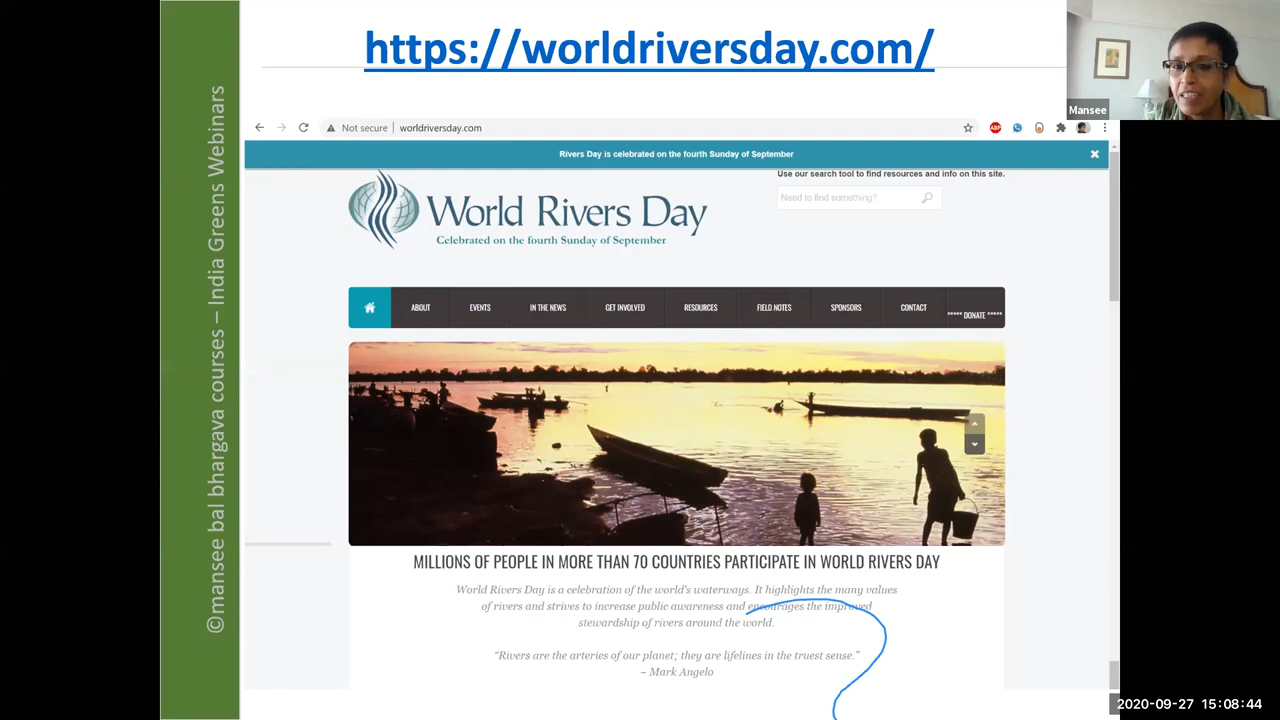 https://worldriversday.com/
Mansee
©mansee bal bhargava courses – India Greens Webinars
Not secure | worldriversday.com
ABP
Rivers Day is celebrated on the fourth Sunday of September
Use our search tool to find resources and info on this site.
World Rivers Day
Need to find something?
Celebrated on the fourth Sunday of September
ABOUT EVENTS IN THE NEWS GET INVOLVED RESOURCES FIELD NOTES SPONSORS CONTACT ***** DONATE *****
MILLIONS OF PEOPLE IN MORE THAN 70 COUNTRIES PARTICIPATE IN WORLD RIVERS DAY
World Rivers Day is a celebration of the world's waterways. It highlights the many values
of rivers and strives to increase public awareness and encourages the improved
stewardship of rivers around the world.
“Rivers are the arteries of our planet; they are lifelines in the truest sense.”
~ Mark Angelo
2020-09-27 15:08:44